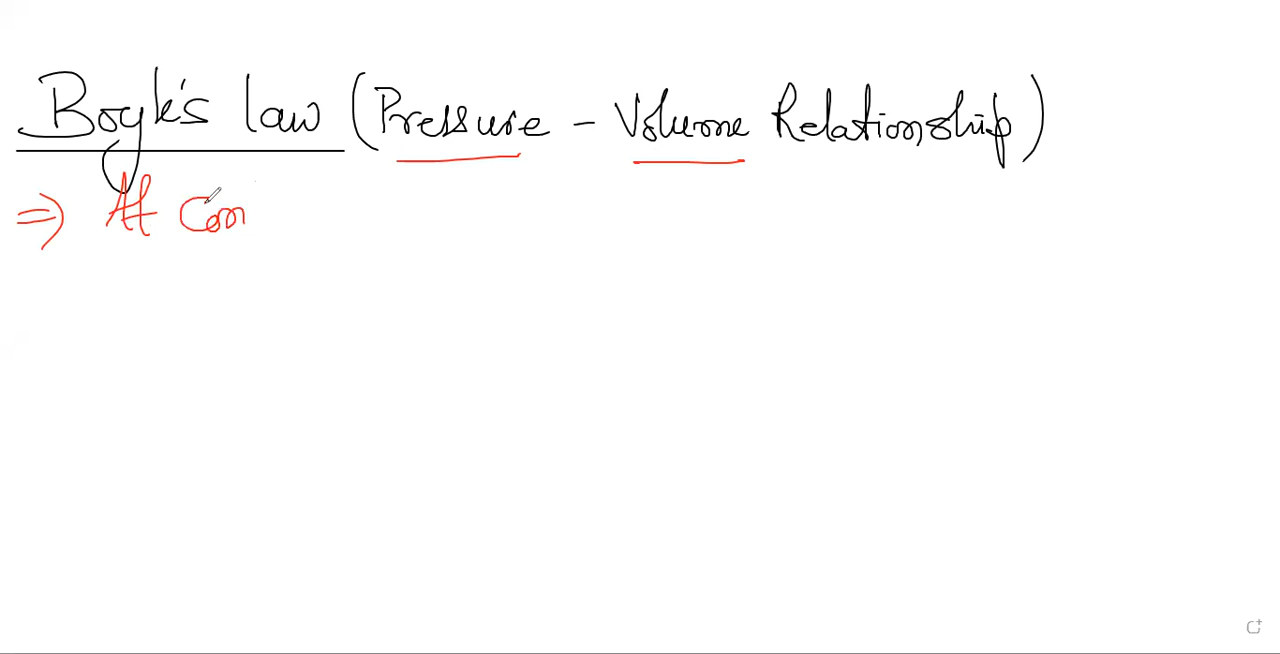 Boyle's law (Pressure - Volume Relationship)
⇒ At Con